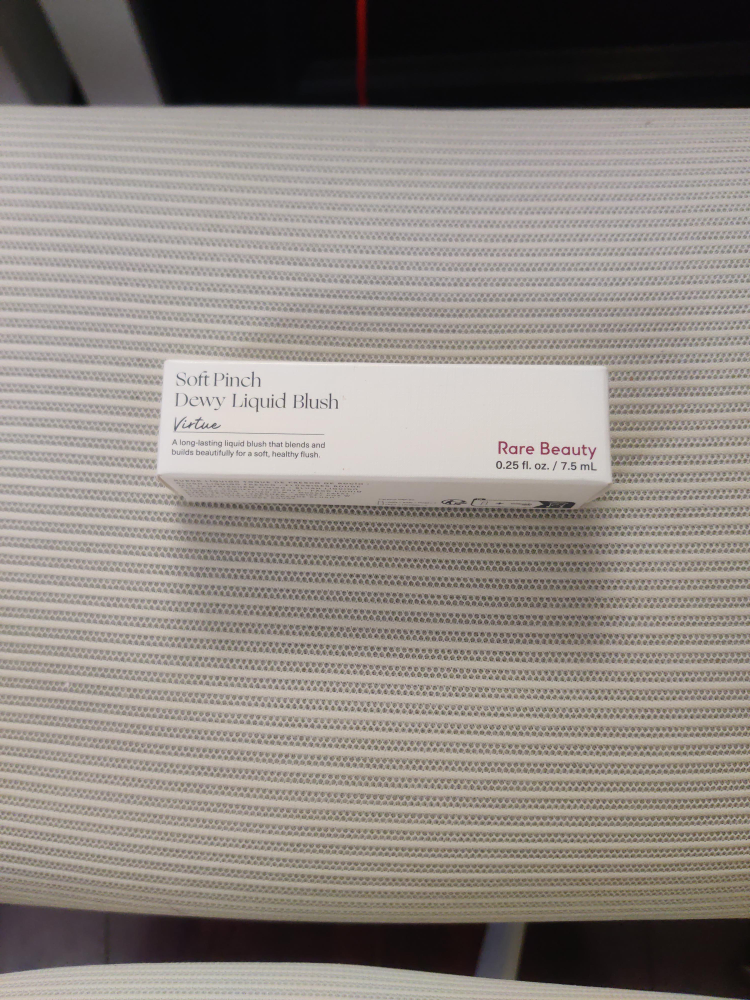 Soft Pinch
Dewy Liquid Blush
Virtue
A long-lasting liquid blush that blends and
builds beautifully for a soft, healthy flush.
Rare Beauty
0.25 fl. oz. / 7.5 mL